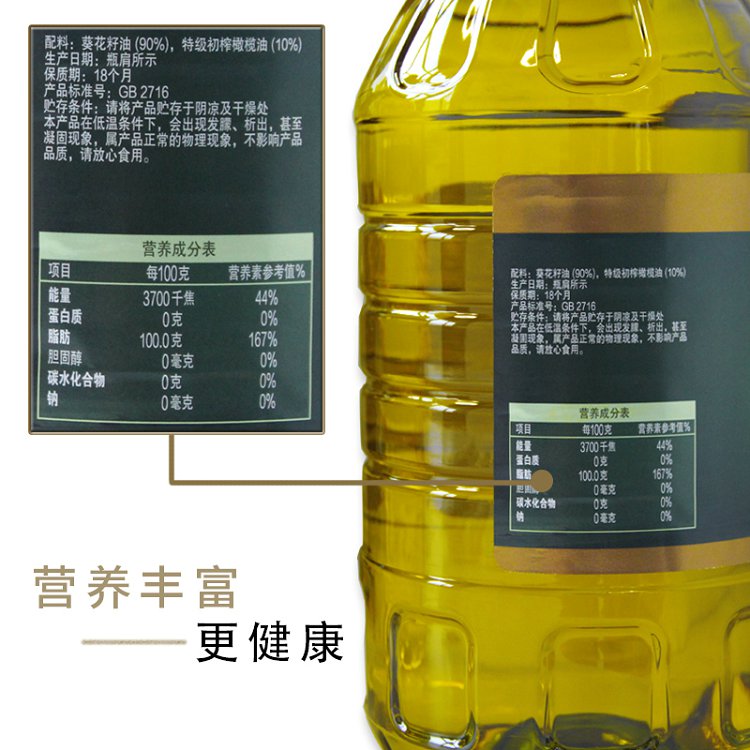 配料：葵花籽油 (90%)，特级初榨橄榄油 (10%)
生产日期：瓶肩所示
保质期：18个月
产品标准号：GB 2716
贮存条件：请将产品贮存于阴凉及干燥处
本产品在低温条件下，会出现发朦、析出，甚至
凝固现象，属产品正常的物理现象，不影响产品
品质，请放心食用。
营养成分表
项目 每100克 营养素参考值%
能量 3700千焦 44%
蛋白质 0克 0%
脂肪 100.0克 167%
胆固醇 0毫克 0%
碳水化合物 0克 0%
钠 0毫克 0%
配料：葵花籽油 (90%)，特级初榨橄榄油 (10%)
生产日期：瓶肩所示
保质期：18个月
产品标准号：GB 2716
贮存条件：请将产品贮存于阴凉及干燥处
本产品在低温条件下，会出现发朦、析出，甚至
凝固现象，属产品正常的物理现象，不影响产品
品质，请放心食用。
营养成分表
项目 每100克 营养素参考值%
能量 3700千焦 44%
蛋白质 0克 0%
脂肪 100.0克 167%
胆固醇 0毫克 0%
碳水化合物 0克 0%
钠 0毫克 0%
营养丰富
更健康